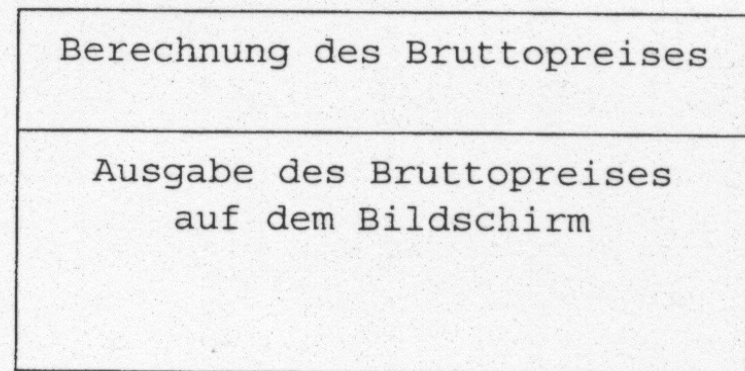 Berechnung des Bruttopreises
Ausgabe des Bruttopreises
auf dem Bildschirm